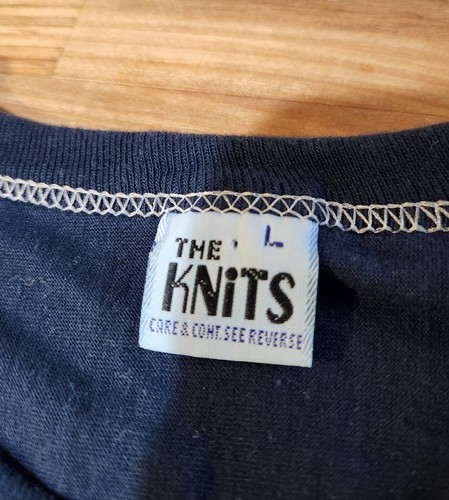 THE L
KNiTS
CARE & CONT. SEE REVERSE